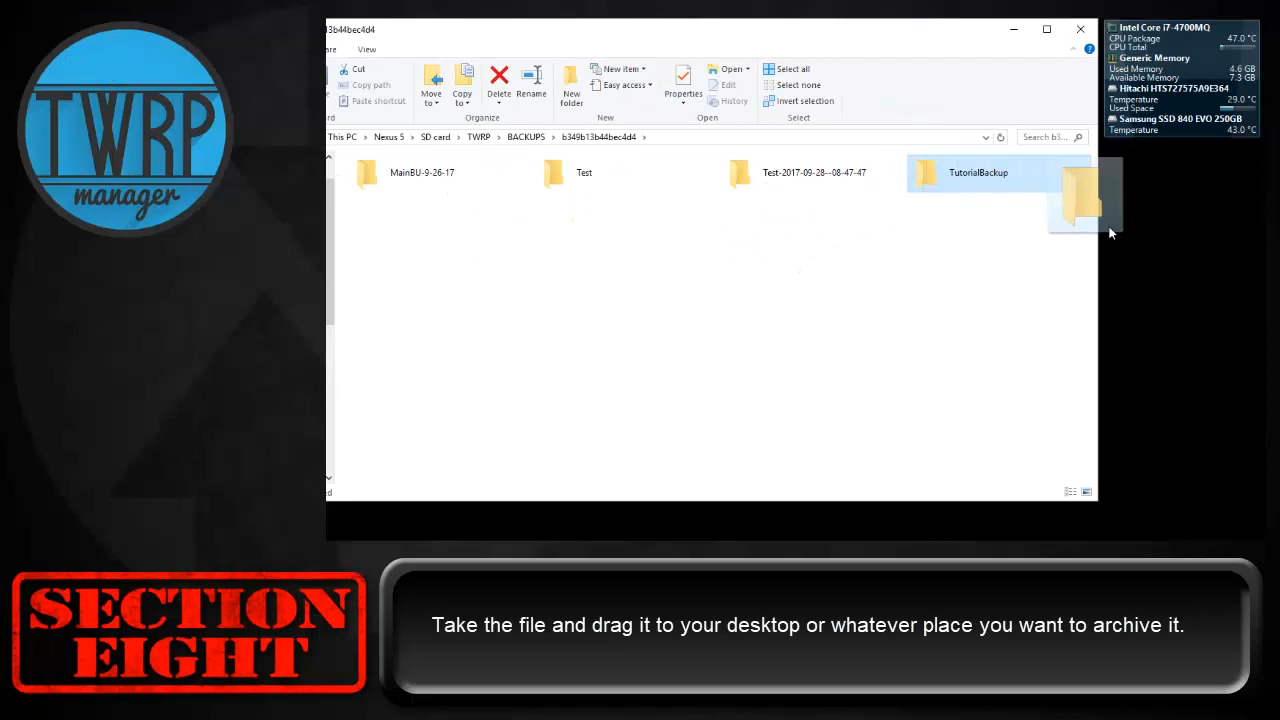 TWRP
manager
13b44bec4d4
are
View
Cut
Copy path
Paste shortcut
Move
to
Copy
to
Delete
Rename
Organize
New
folder
New item
Easy access
New
Properties
Open
Edit
History
Open
Select all
Select none
Invert selection
Select
This PC > Nexus 5 > SD card > TWRP > BACKUPS > b349b13b44bec4d4 >
Search b3...
MainBU-9-26-17
Test
Test-2017-09-28--08-47-47
TutorialBackup
Intel Core i7-4700MQ
CPU Package 47.0 °C
CPU Total
Generic Memory
Used Memory 4.6 GB
Available Memory 7.3 GB
Hitachi HTS727575A9E364
Temperature 29.0 °C
Used Space
Samsung SSD 840 EVO 250GB
Temperature 43.0 °C
SECTION
EIGHT
Take the file and drag it to your desktop or whatever place you want to archive it.